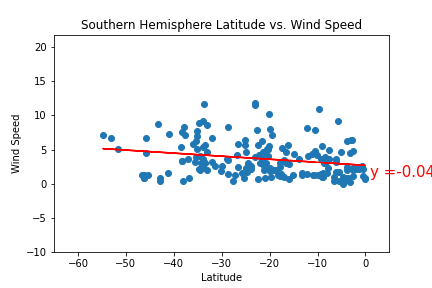 Southern Hemisphere Latitude vs. Wind Speed
20
15
10
5
0
−5
−10
Wind Speed
y =-0.04
−60 −50 −40 −30 −20 −10 0
Latitude